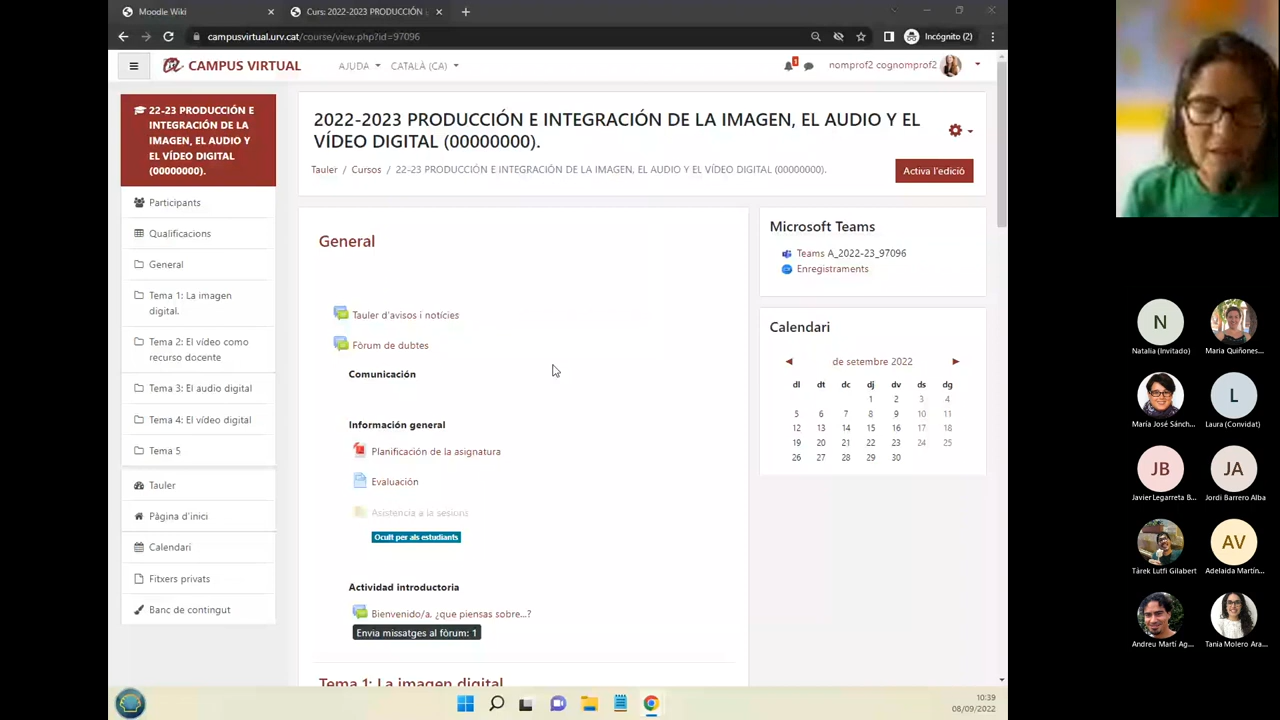 Moodle Wiki
Curs: 2022-2023 PRODUCCIÓN
campusvirtual.urv.cat/course/view.php?id=97096
Incógnito (2)
CAMPUS VIRTUAL
AJUDA
CATALÀ (CA)
nomprof2 cognomprof2
22-23 PRODUCCIÓN E
INTEGRACIÓN DE LA
IMAGEN, EL AUDIO Y
EL VÍDEO DIGITAL
(00000000).
Participants
Qualificacions
General
Tema 1: La imagen
digital.
Tema 2: El vídeo como
recurso docente
Tema 3: El audio digital
Tema 4: El vídeo digital
Tema 5
Tauler
Pàgina d'inici
Calendari
Fitxers privats
Banc de contingut
2022-2023 PRODUCCIÓN E INTEGRACIÓN DE LA IMAGEN, EL AUDIO Y EL
VÍDEO DIGITAL (00000000).
Tauler / Cursos / 22-23 PRODUCCIÓN E INTEGRACIÓN DE LA IMAGEN, EL AUDIO Y EL VÍDEO DIGITAL (00000000).
Activa l'edició
General
Tauler d'avisos i notícies
Fòrum de dubtes
Comunicación
Información general
Planificación de la asignatura
Evaluación
Asistencia a la sesions
Ocult per als estudiants
Actividad introductoria
Bienvenido/a. ¿que piensas sobre...?
Envia missatges al fòrum: 1
Tema 1: La imagen digital
Microsoft Teams
Teams A_2022-23_97096
Enregistraments
Calendari
de setembre 2022
dl dt dc dj dv ds dg
1 2 3 4
5 6 7 8 9 10 11
12 13 14 15 16 17 18
19 20 21 22 23 24 25
26 27 28 29 30
10:39
08/09/2022
N
Natalia (Invitado)
María Quiñones...
María José Sánch...
L
Laura (Convidat)
JB
Javier Legarreta B...
JA
Jordi Barrero Alba
Tárek Lutfi Gilabert
AV
Adelaida Martín...
Andreu Martí Ag...
Tania Molero Ara...